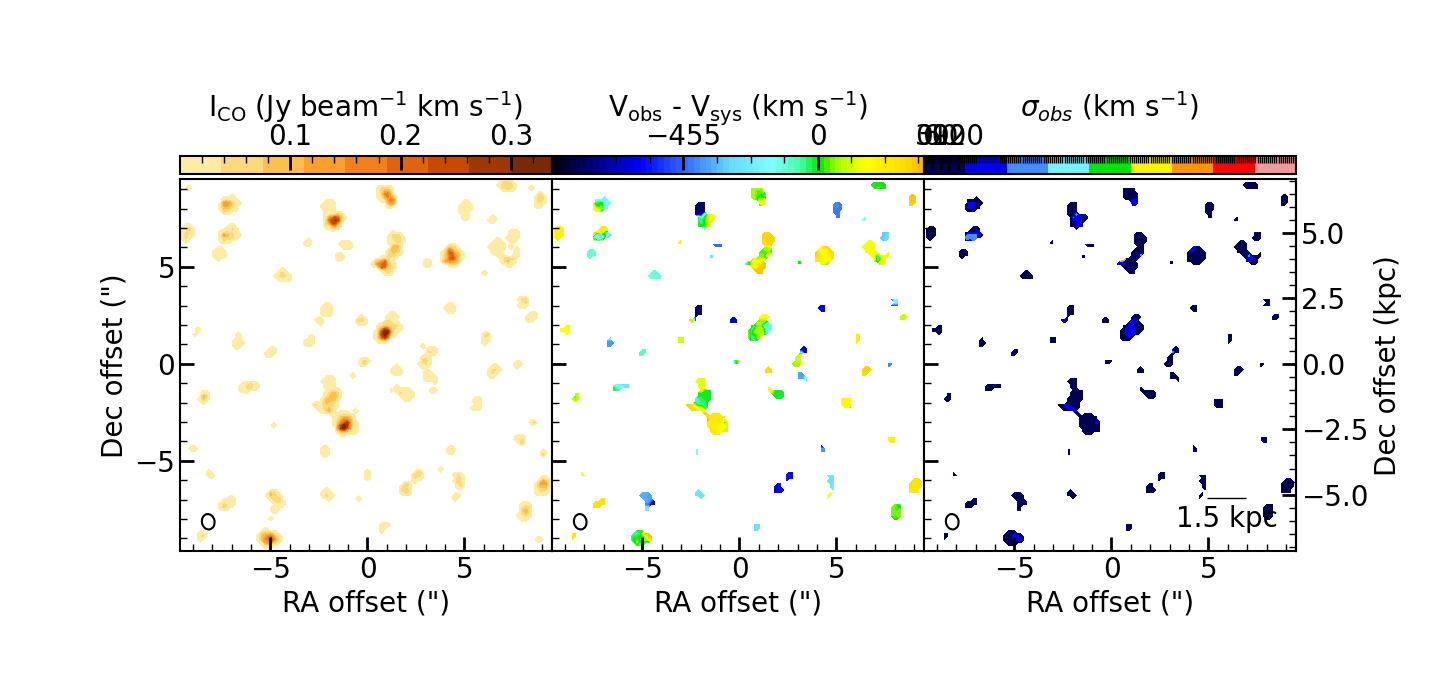 I_CO (Jy beam⁻¹ km s⁻¹) V_obs - V_sys (km s⁻¹) σ_obs (km s⁻¹)
0.1 0.2 0.3 −455 0
Dec offset (")
5
0
−5
5.0
2.5
0.0
−2.5
−5.0
Dec offset (kpc)
1.5 kpc
−5 0 5 −5 0 5 −5 0 5
RA offset (") RA offset (") RA offset (")